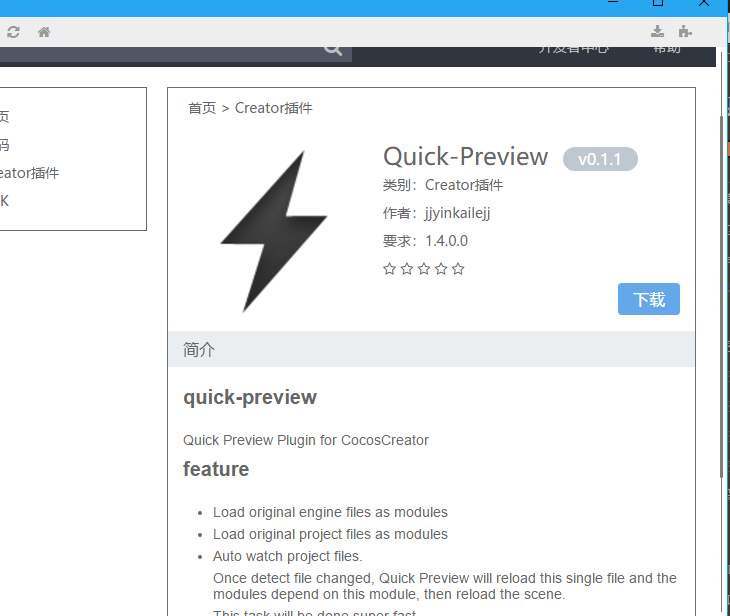 开发者中心 帮助
页
码
eator插件
K
首页 > Creator插件
Quick-Preview v0.1.1
类别：Creator插件
作者：jjyinkailejj
要求：1.4.0.0
下载
简介
quick-preview
Quick Preview Plugin for CocosCreator
feature
Load original engine files as modules
Load original project files as modules
Auto watch project files.
Once detect file changed, Quick Preview will reload this single file and the
modules depend on this module, then reload the scene.
This task will be done super fast